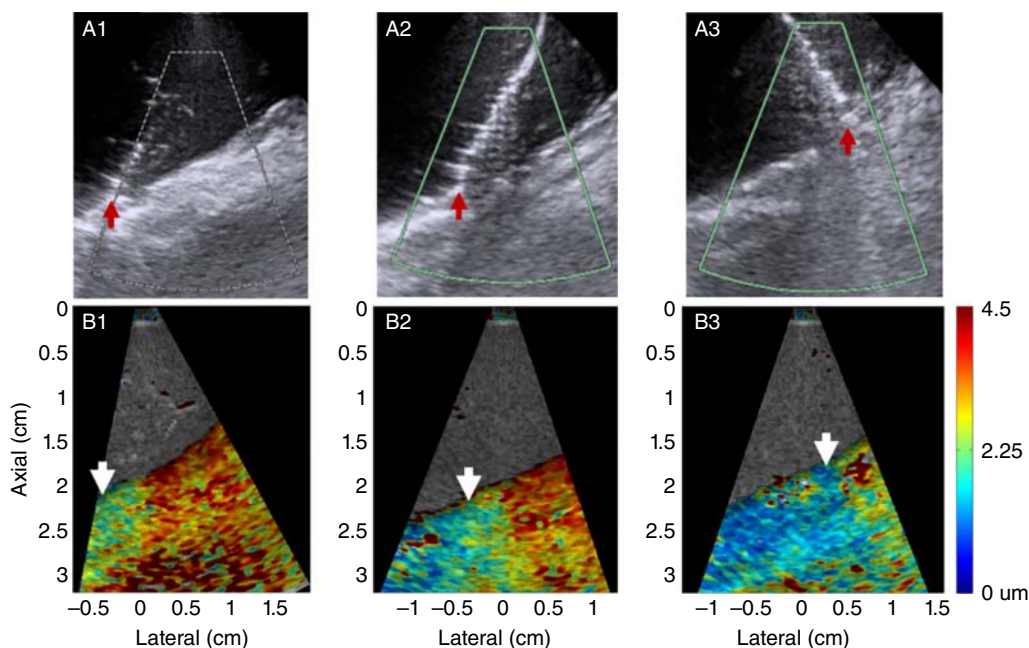 A1 A2 A3
B1 B2 B3
0 0 0 4.5
0.5 0.5 0.5
1 1 1
1.5 1.5 1.5 2.25
2 2 2
2.5 2.5 2.5
3 3 3 0 um
Axial (cm)
−0.5 0 0.5 1 1.5 −1 −0.5 0 0.5 1 −1 −0.5 0 0.5 1 1.5
Lateral (cm) Lateral (cm) Lateral (cm)